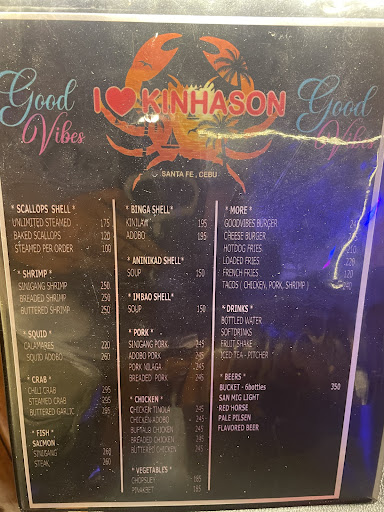 Good Vibes
I ❤ KINHASON
Good Vibes
SANTA FE , CEBU
* SCALLOPS SHELL*
UNLIMITED STEAMED 175
BAKED SCALLOPS 120
STEAMED PER ORDER 100
* SHRIMP *
SINIGANG SHRIMP 250
BREADED SHRIMP 250
BUTTERED SHRIMP 250
* SQUID *
CALAMARES 220
SQUID ADOBO 260
* CRAB *
CHILI CRAB 295
STEAMED CRAB 295
BUTTERED GARLIC 295
* FISH *
SALMON
SINIGANG 260
STEAK 260
* BINGA SHELL*
KINILAW 195
ADOBO 195
* ANINIKAD SHELL*
SOUP 150
* IMBAO SHELL*
SOUP 150
* PORK *
SINIGANG PORK 245
ADOBO PORK 245
PORK NILAGA 245
BREADED PORK 245
* CHICKEN *
CHICKEN TINOLA 245
CHICKEN ADOBO 245
BUFFALO CHICKEN 245
BREADED CHICKEN 245
BUTTERED CHICKEN 245
* VEGETABLES *
CHOPSUEY 185
PINAKBET 185
* MORE *
GOODVIBES BURGER
CHEESE BURGER
HOTDOG FRIES
LOADED FRIES
FRENCH FRIES 120
TACOS ( CHICKEN, PORK, SHRIMP ) 240
* DRINKS *
BOTTLED WATER
SOFTDRINKS
FRUIT SHAKE
ICED TEA - PITCHER
* BEERS *
BUCKET - 6bottles 350
SAN MIG LIGHT
RED HORSE
PALE PILSEN
FLAVORED BEER